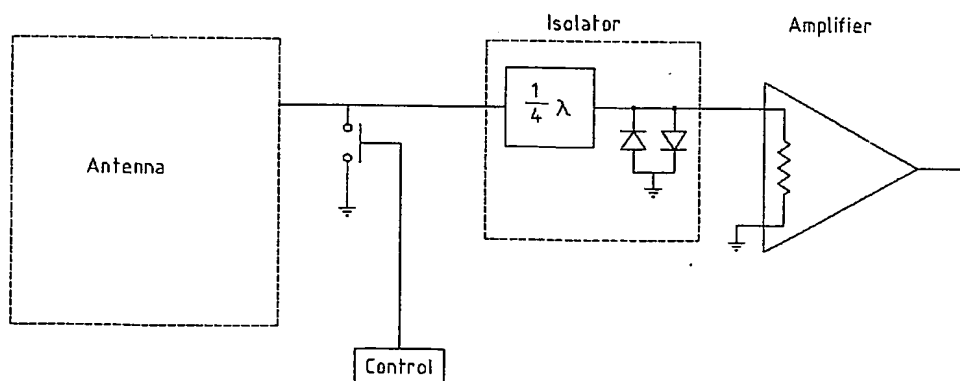 Isolator
Amplifier
1/4 λ
Antenna
Control